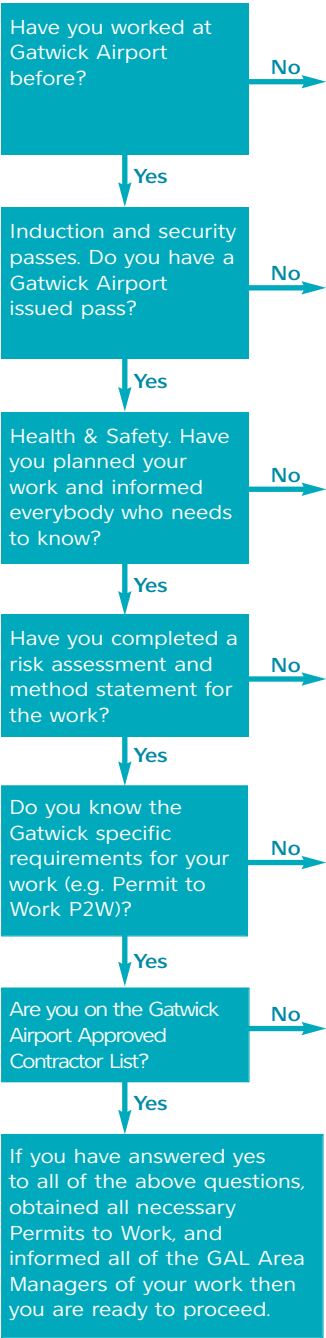 Have you worked at
Gatwick Airport
before?
No
Yes
Induction and security
passes. Do you have a
Gatwick Airport
issued pass?
No
Yes
Health & Safety. Have
you planned your
work and informed
everybody who needs
to know?
No
Yes
Have you completed a
risk assessment and
method statement for
the work?
No
Yes
Do you know the
Gatwick specific
requirements for your
work (e.g. Permit to
Work P2W)?
No
Yes
Are you on the Gatwick
Airport Approved
Contractor List?
No
Yes
If you have answered yes
to all of the above questions,
obtained all necessary
Permits to Work, and
informed all of the GAL Area
Managers of your work then
you are ready to proceed.